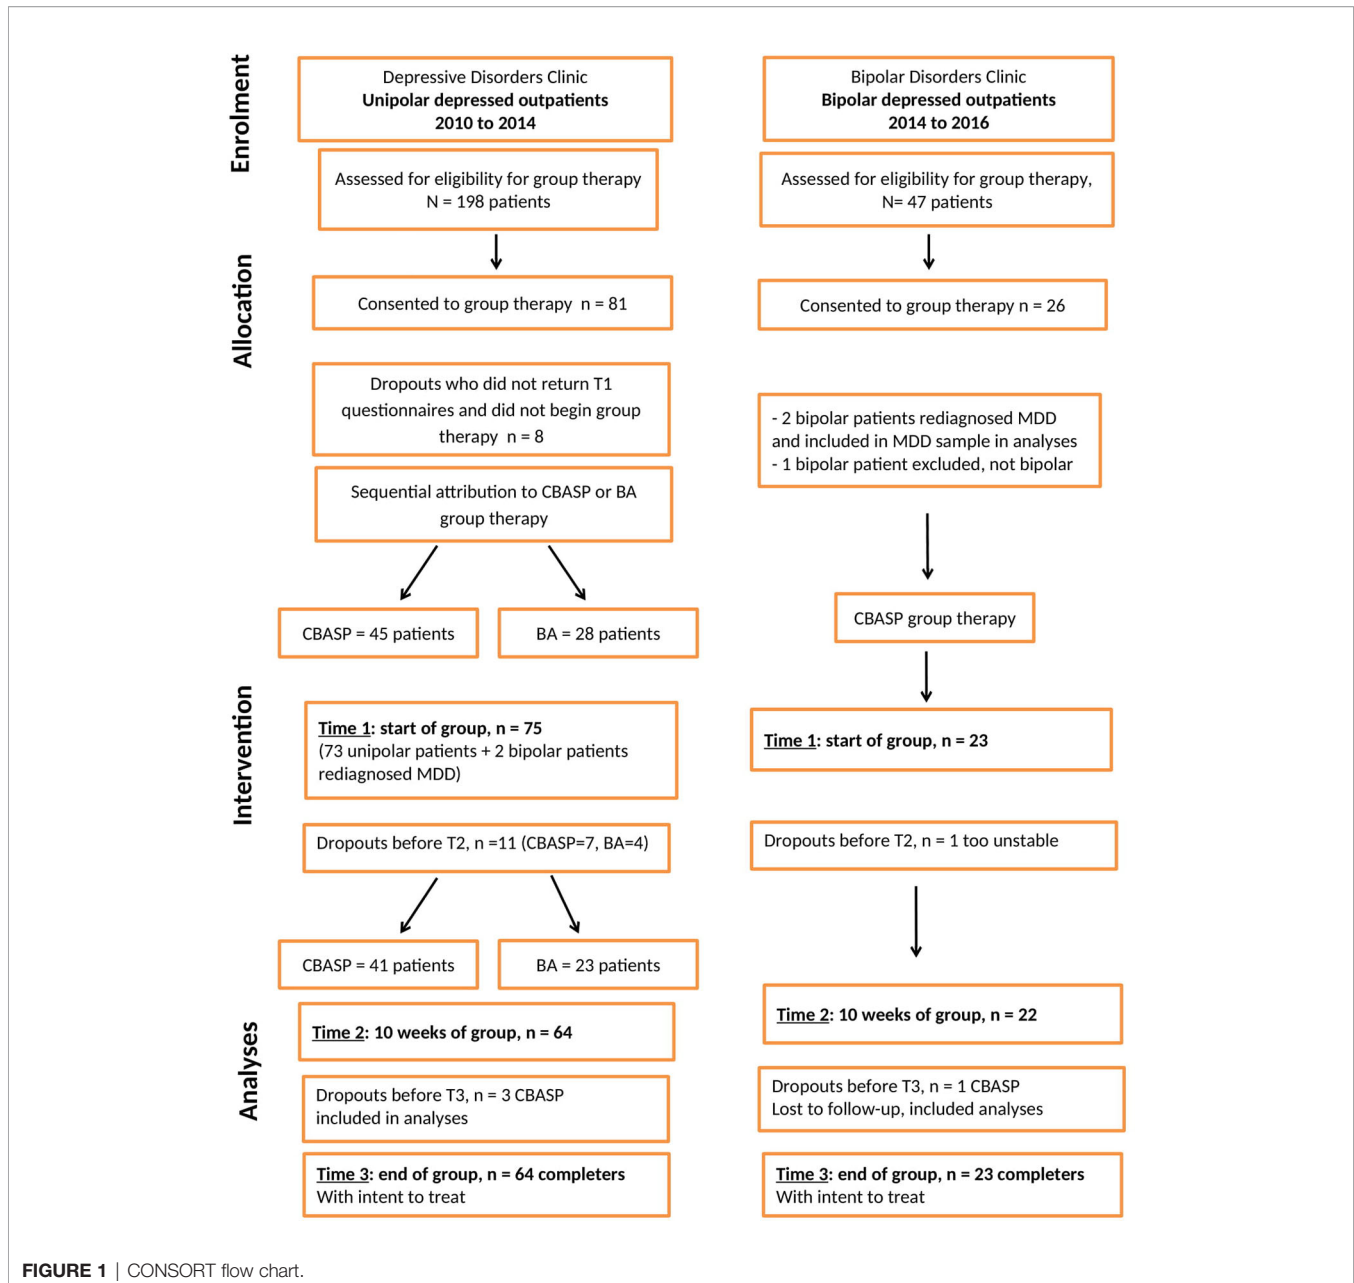 Enrolment
Depressive Disorders Clinic
Unipolar depressed outpatients
2010 to 2014
Assessed for eligibility for group therapy
N = 198 patients
Bipolar Disorders Clinic
Bipolar depressed outpatients
2014 to 2016
Assessed for eligibility for group therapy,
N= 47 patients
Allocation
Consented to group therapy n = 81
Dropouts who did not return T1
questionnaires and did not begin group
therapy n = 8
Sequential attribution to CBASP or BA
group therapy
CBASP = 45 patients
BA = 28 patients
Consented to group therapy n = 26
- 2 bipolar patients rediagnosed MDD
and included in MDD sample in analyses
- 1 bipolar patient excluded, not bipolar
CBASP group therapy
Intervention
Time 1: start of group, n = 75
(73 unipolar patients + 2 bipolar patients
rediagnosed MDD)
Dropouts before T2, n =11 (CBASP=7, BA=4)
CBASP = 41 patients
BA = 23 patients
Time 1: start of group, n = 23
Dropouts before T2, n = 1 too unstable
Analyses
Time 2: 10 weeks of group, n = 64
Dropouts before T3, n = 3 CBASP
included in analyses
Time 3: end of group, n = 64 completers
With intent to treat
Time 2: 10 weeks of group, n = 22
Dropouts before T3, n = 1 CBASP
Lost to follow-up, included analyses
Time 3: end of group, n = 23 completers
With intent to treat
FIGURE 1 | CONSORT flow chart.